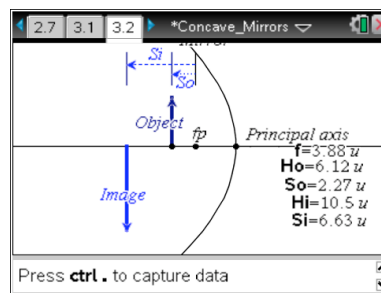 2.7 3.1 3.2 *Concave_Mirrors
Mirror
Si
So
Object
fp
Principal axis
f=3.88 u
Ho=6.12 u
So=2.27 u
Hi=10.5 u
Si=6.63 u
Image
Press ctrl . to capture data